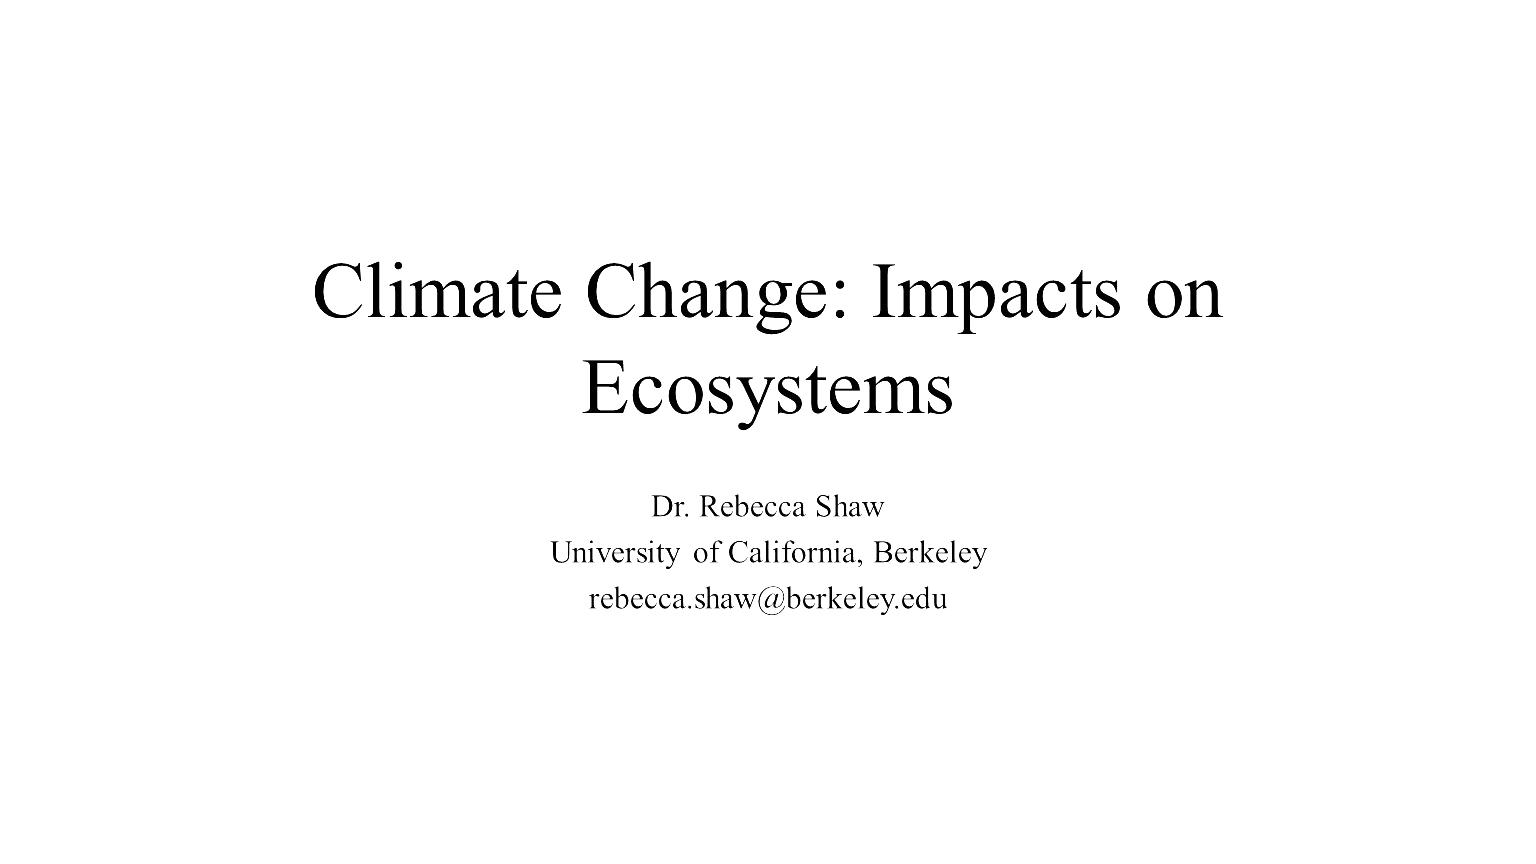 Climate Change: Impacts on
Ecosystems
Dr. Rebecca Shaw
University of California, Berkeley
rebecca.shaw@berkeley.edu